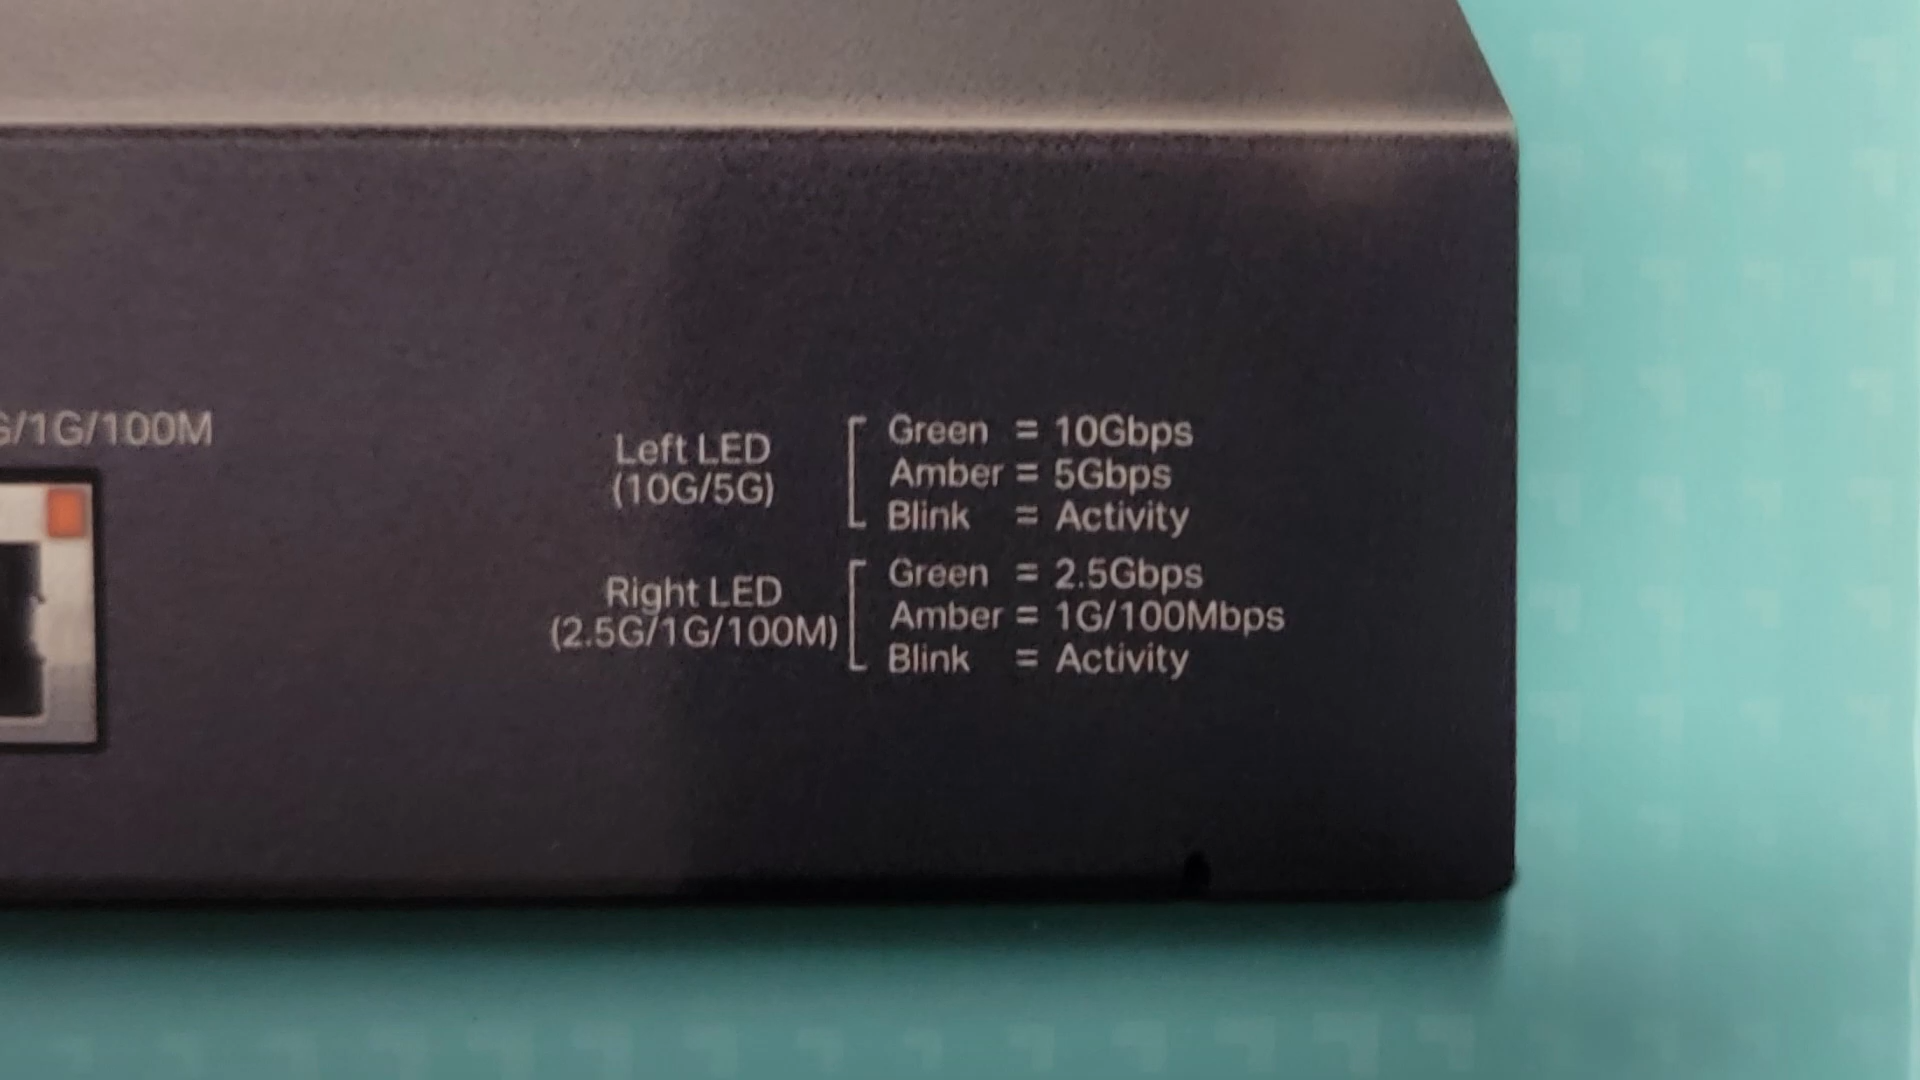 G/1G/100M
Left LED
(10G/5G)
Green = 10Gbps
Amber = 5Gbps
Blink = Activity
Right LED
(2.5G/1G/100M)
Green = 2.5Gbps
Amber = 1G/100Mbps
Blink = Activity